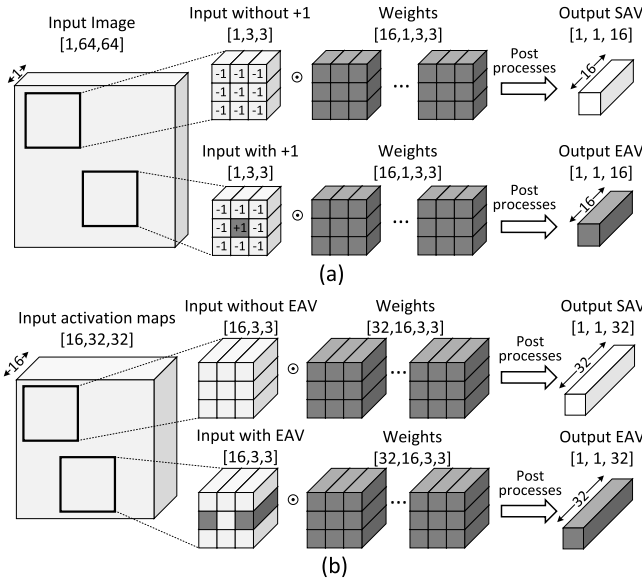 Input Image
[1,64,64]
1
Input without +1
[1,3,3]
-1 -1 -1
-1 -1 -1
-1 -1 -1
Weights
[16,1,3,3]
...
Post
processes
Output SAV
[1, 1, 16]
16
Input with +1
[1,3,3]
-1 -1 -1
-1 +1 -1
-1 -1 -1
Weights
[16,1,3,3]
...
Post
processes
Output EAV
[1, 1, 16]
16
(a)
Input activation maps
[16,32,32]
16
Input without EAV
[16,3,3]
Weights
[32,16,3,3]
...
Post
processes
Output SAV
[1, 1, 32]
32
Input with EAV
[16,3,3]
Weights
[32,16,3,3]
...
Post
processes
Output EAV
[1, 1, 32]
32
(b)